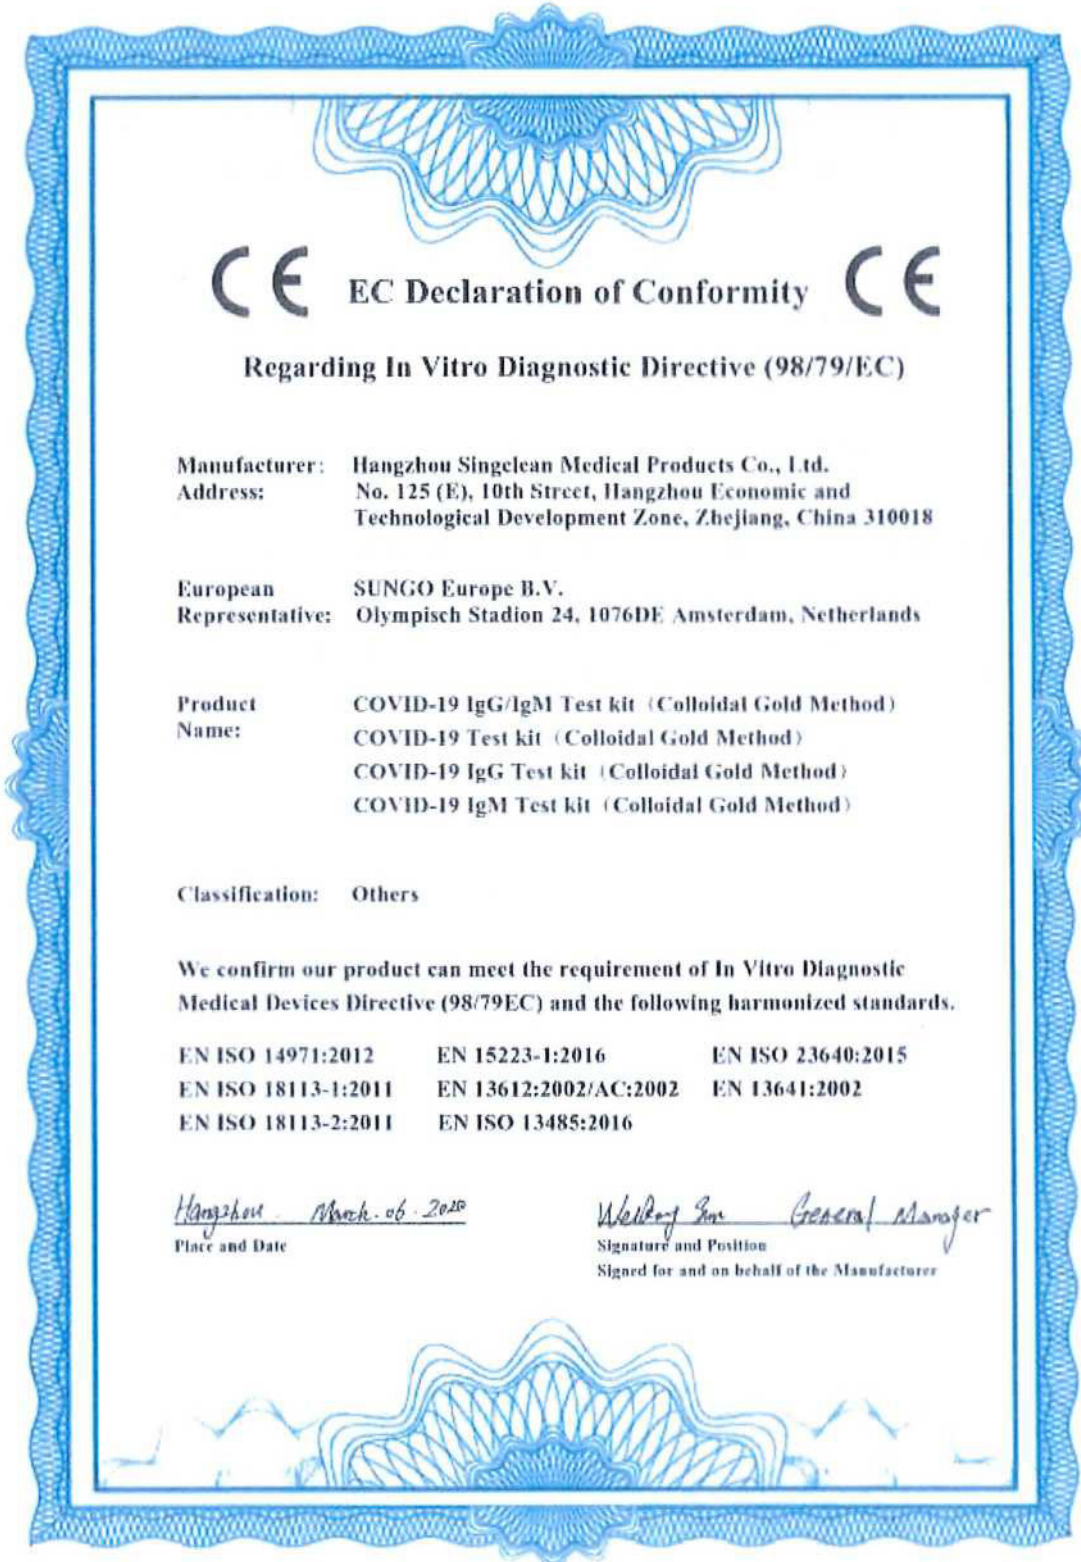 CE EC Declaration of Conformity CE
Regarding In Vitro Diagnostic Directive (98/79/EC)
Manufacturer: Hangzhou Singclean Medical Products Co., Ltd.
Address: No. 125 (E), 10th Street, Hangzhou Economic and
Technological Development Zone, Zhejiang, China 310018
European SUNGO Europe B.V.
Representative: Olympisch Stadion 24, 1076DE Amsterdam, Netherlands
Product COVID-19 IgG/IgM Test kit (Colloidal Gold Method)
Name: COVID-19 Test kit (Colloidal Gold Method)
COVID-19 IgG Test kit (Colloidal Gold Method)
COVID-19 IgM Test kit (Colloidal Gold Method)
Classification: Others
We confirm our product can meet the requirement of In Vitro Diagnostic
Medical Devices Directive (98/79EC) and the following harmonized standards.
EN ISO 14971:2012 EN 15223-1:2016 EN ISO 23640:2015
EN ISO 18113-1:2011 EN 13612:2002/AC:2002 EN 13641:2002
EN ISO 18113-2:2011 EN ISO 13485:2016
Hangzhou March. 06. 2020 General Manager
Place and Date Signature and Position
Signed for and on behalf of the Manufacturer